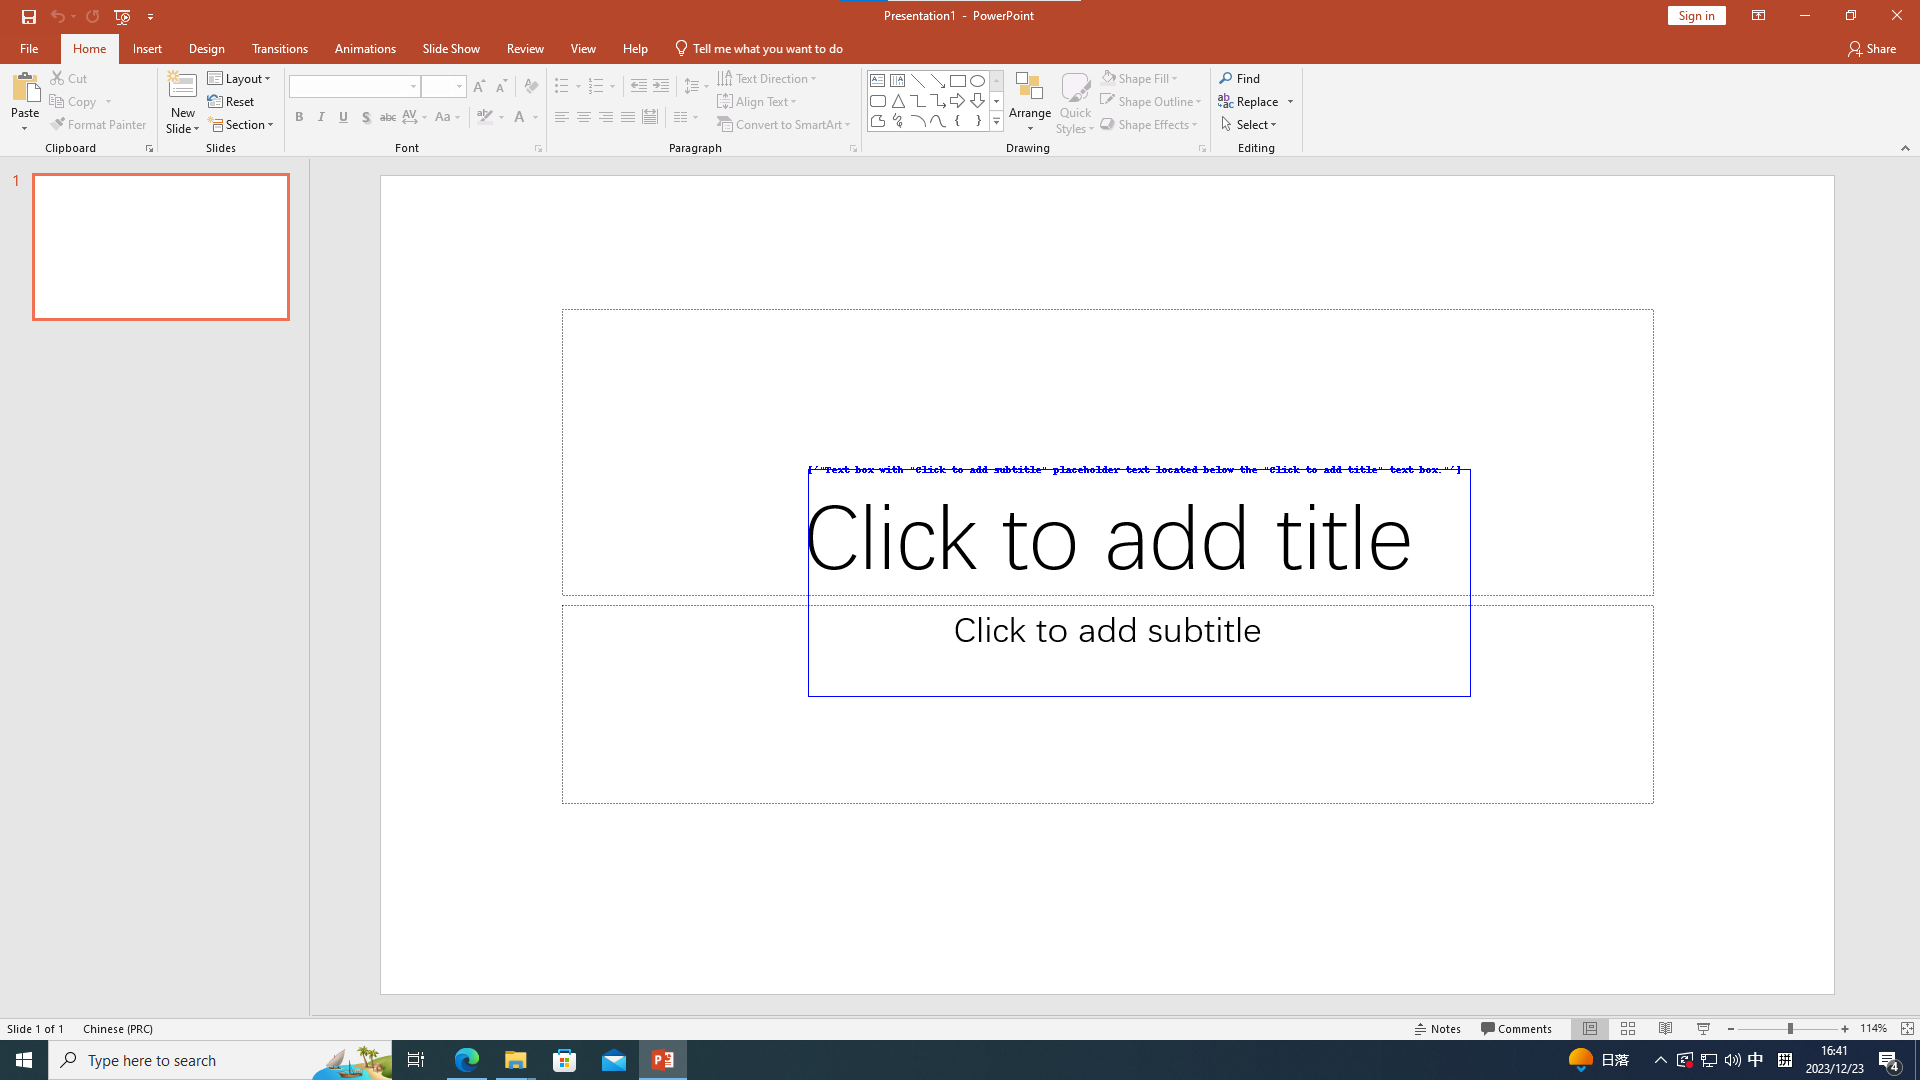 Presentation1 - PowerPoint
Sign in
File Home Insert Design Transitions Animations Slide Show Review View Help Tell me what you want to do Share
Paste
Cut
Copy
Format Painter
Clipboard
New Slide
Layout
Reset
Section
Slides
B I U S abc AV Aa A
Font
Text Direction
Align Text
Convert to SmartArt
Paragraph
Arrange
Quick Styles
Shape Fill
Shape Outline
Shape Effects
Drawing
Find
Replace
Select
Editing
1
[‘"Text box with "Click to add subtitle" placeholder text located below the "Click to add title" text box."’]
Click to add title
Click to add subtitle
Slide 1 of 1 Chinese (PRC) Notes Comments 114%
Type here to search
日落
中
拼
16:41
2023/12/23
4